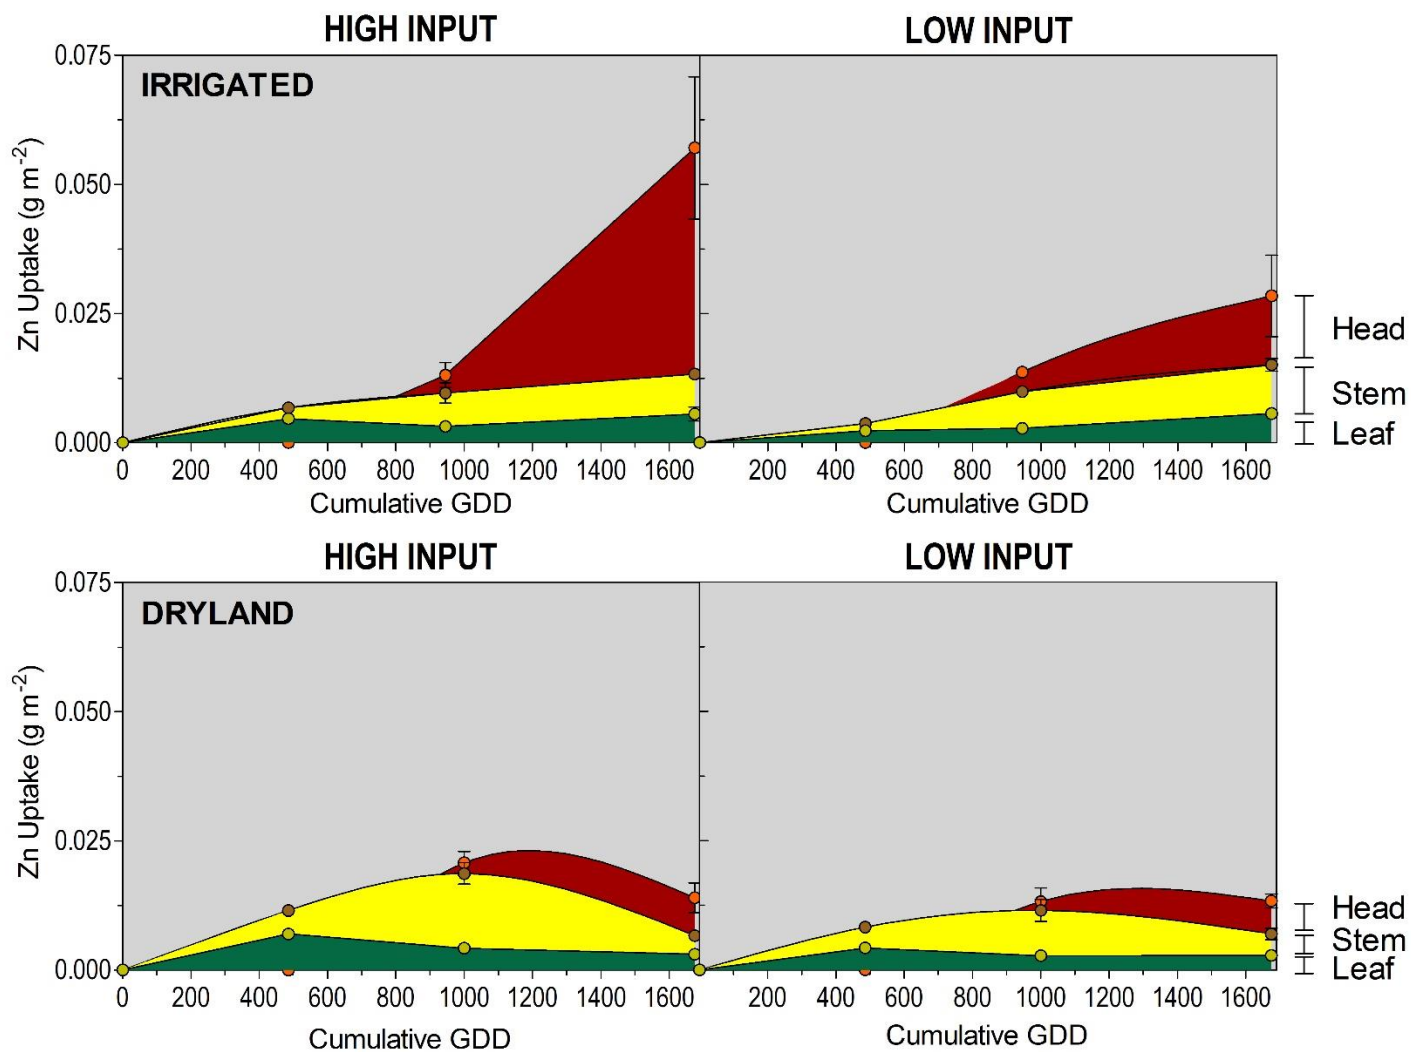 HIGH INPUT
LOW INPUT
IRRIGATED
Zn Uptake (g m⁻²)
0.075
0.050
0.025
0.000
0 200 400 600 800 1000 1200 1400 1600
200 400 600 800 1000 1200 1400 1600
Cumulative GDD
Cumulative GDD
Head
Stem
Leaf
HIGH INPUT
LOW INPUT
DRYLAND
Zn Uptake (g m⁻²)
0.075
0.050
0.025
0.000
0 200 400 600 800 1000 1200 1400 1600
200 400 600 800 1000 1200 1400 1600
Cumulative GDD
Cumulative GDD
Head
Stem
Leaf